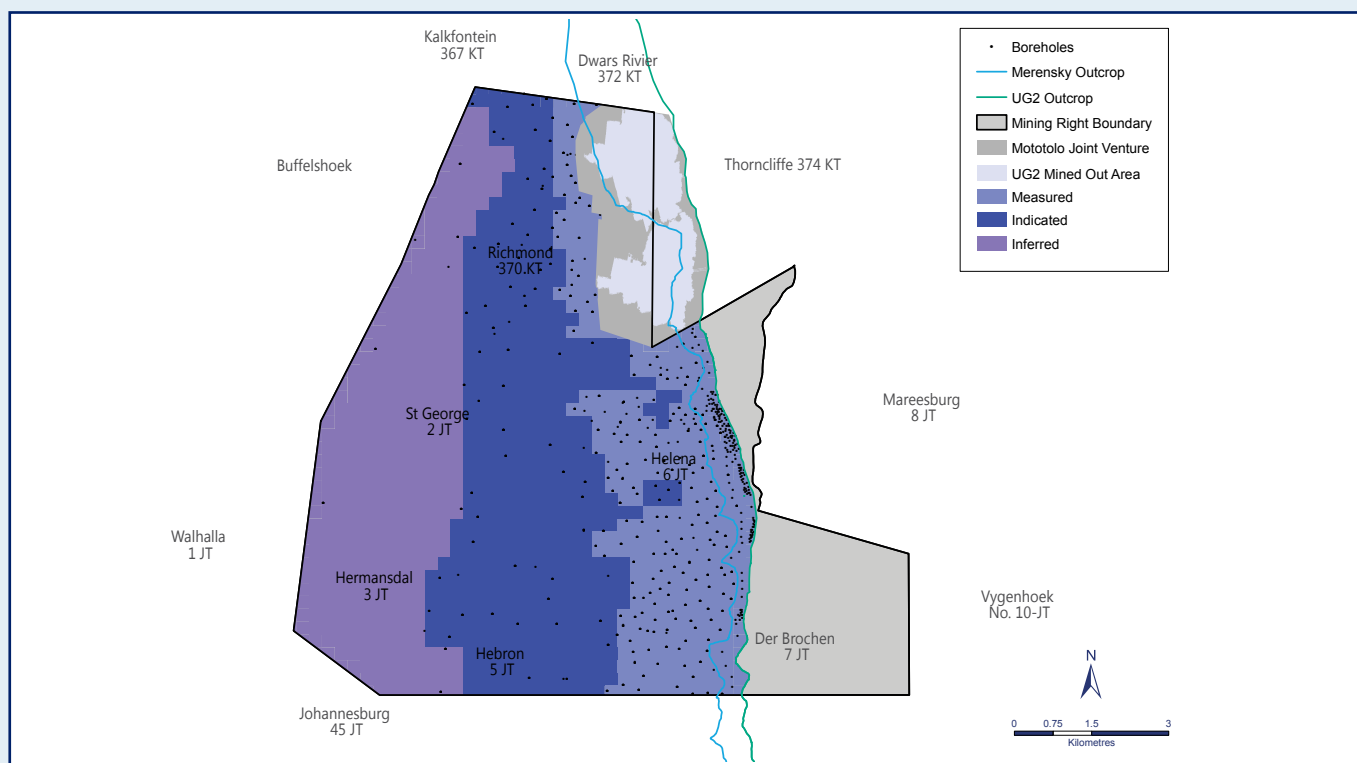 Kalkfontein
367 KT
Dwars Rivier
372 KT
Buffelshoek
Thorncliffe 374 KT
Richmond
370 KT
St George
2 JT
Mareesburg
8 JT
Helena
6 JT
Walhalla
1 JT
Hermansdal
3 JT
Vygenhoek
No. 10-JT
Der Brochen
7 JT
Hebron
5 JT
Johannesburg
45 JT
Boreholes
Merensky Outcrop
UG2 Outcrop
Mining Right Boundary
Mototolo Joint Venture
UG2 Mined Out Area
Measured
Indicated
Inferred
N
0 0.75 1.5 3
Kilometres